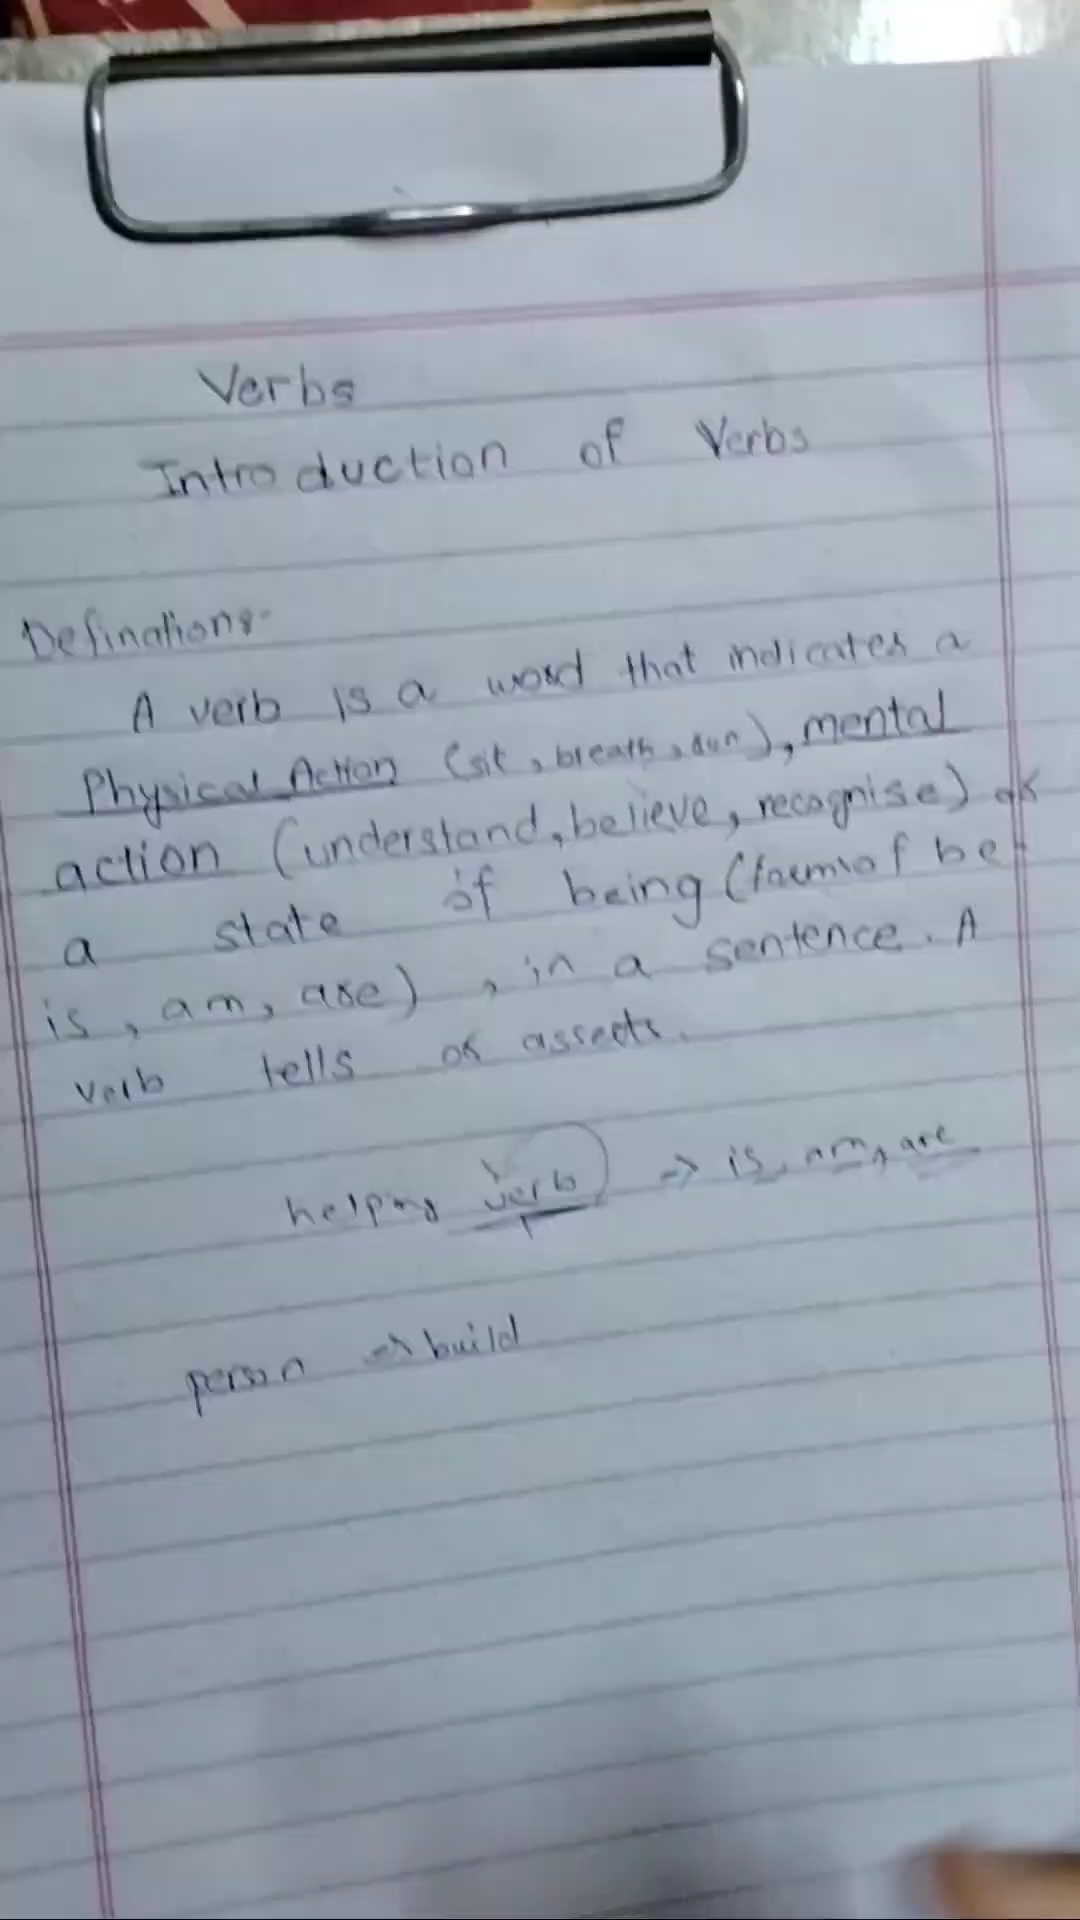 Verbs
Introduction of Verbs
Definations:-
A verb is a word that indicates a
Physical Action (sit, breath, run), mental
action (understand, believe, recognise) or
a state of being (form of be
is, am, are), in a sentence. A
verb tells or asserts.
helping verb → is, am, are
person → build